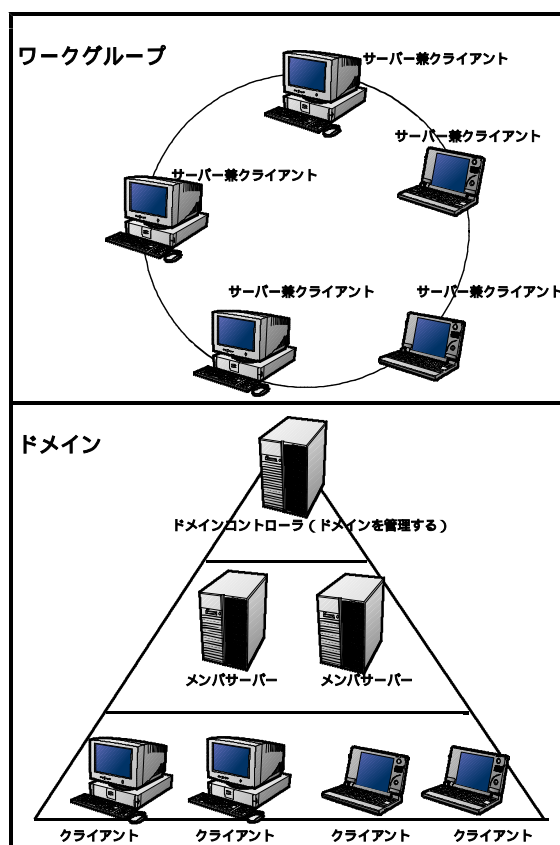 ワークグループ
サーバー兼クライアント
サーバー兼クライアント
サーバー兼クライアント
サーバー兼クライアント
サーバー兼クライアント
ドメイン
ドメインコントローラ（ドメインを管理する）
メンバサーバー
メンバサーバー
クライアント
クライアント
クライアント
クライアント